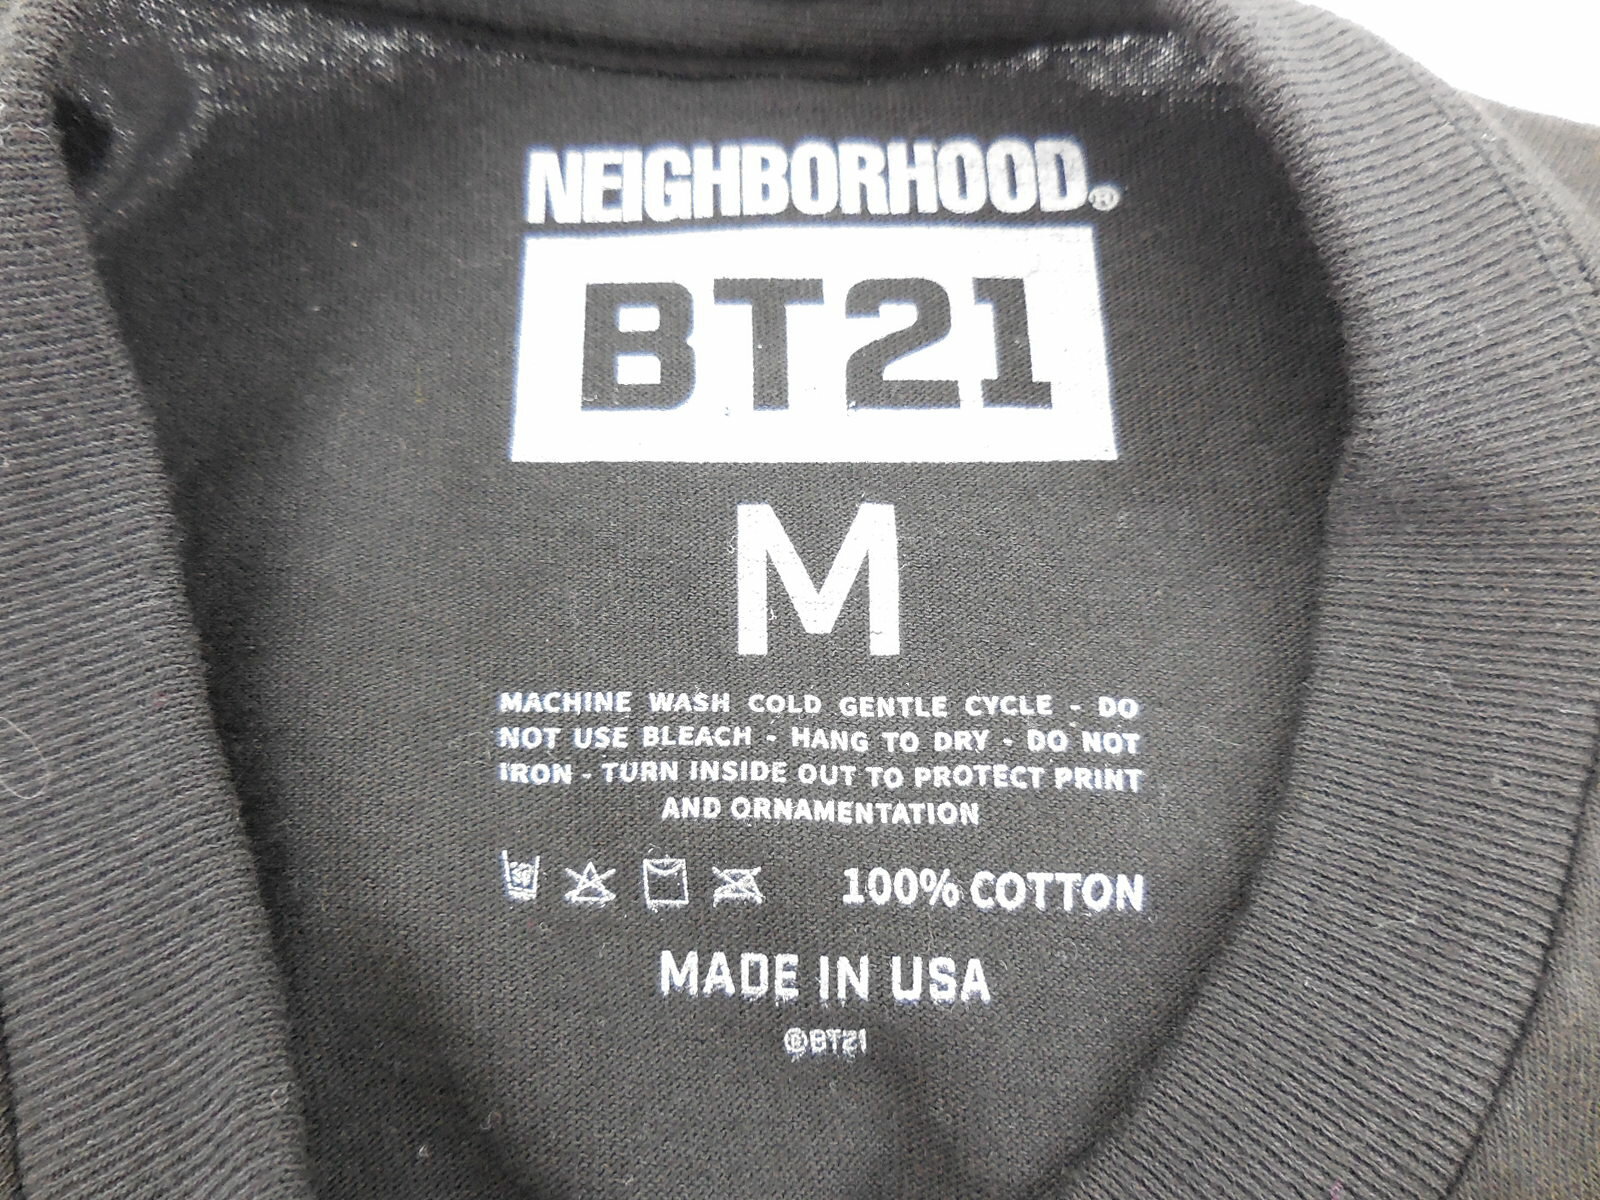 NEIGHBORHOOD®
BT21
M
MACHINE WASH COLD GENTLE CYCLE - DO
NOT USE BLEACH - HANG TO DRY - DO NOT
IRON - TURN INSIDE OUT TO PROTECT PRINT
AND ORNAMENTATION
100% COTTON
MADE IN USA
©BT21